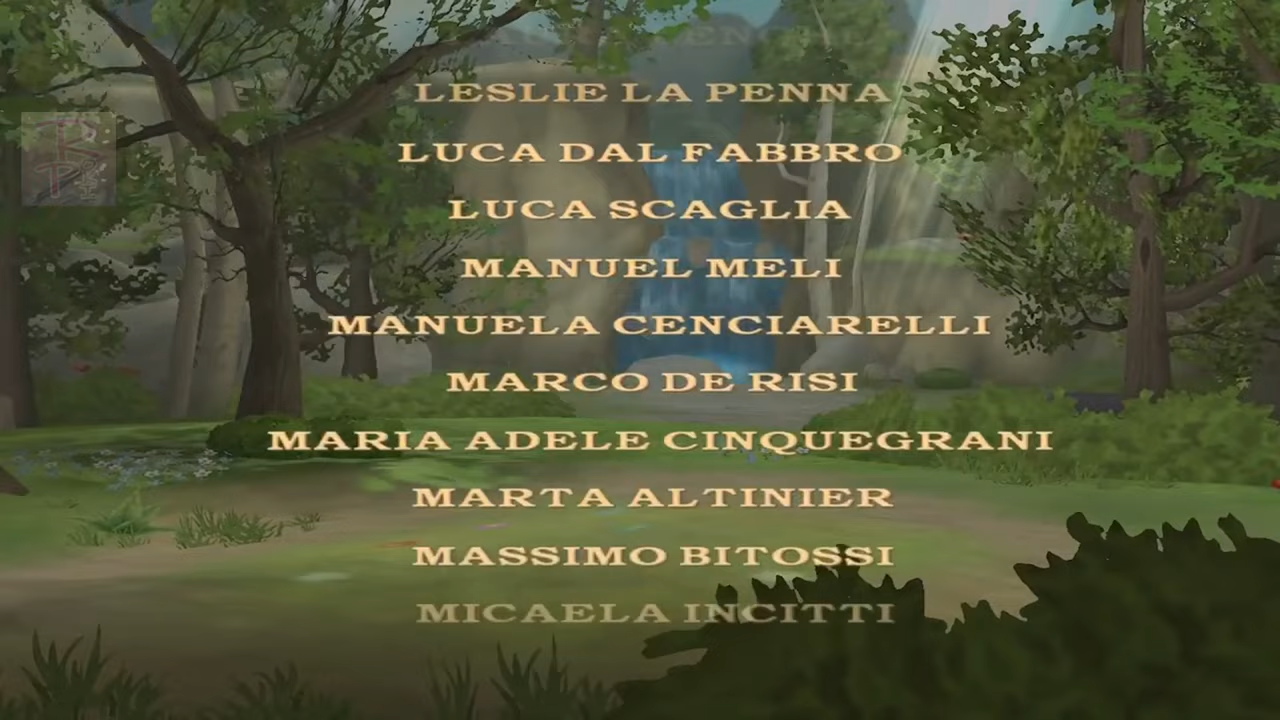 LESLIE LA PENNA
LUCA DAL FABBRO
LUCA SCAGLIA
MANUEL MELI
MANUELA CENCIARELLI
MARCO DE RISI
MARIA ADELE CINQUEGRANI
MARTA ALTINIER
MASSIMO BITOSSI
MICAELA INCITTI